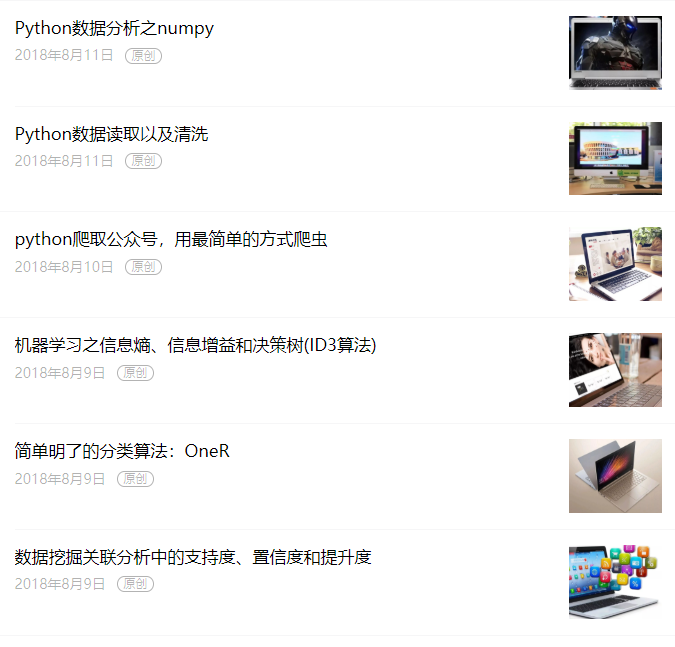 Python数据分析之numpy
2018年8月11日 原创
Python数据读取以及清洗
2018年8月11日 原创
python爬取公众号，用最简单的方式爬虫
2018年8月10日 原创
机器学习之信息熵、信息增益和决策树(ID3算法)
2018年8月9日 原创
简单明了的分类算法：OneR
2018年8月9日 原创
数据挖掘关联分析中的支持度、置信度和提升度
2018年8月9日 原创